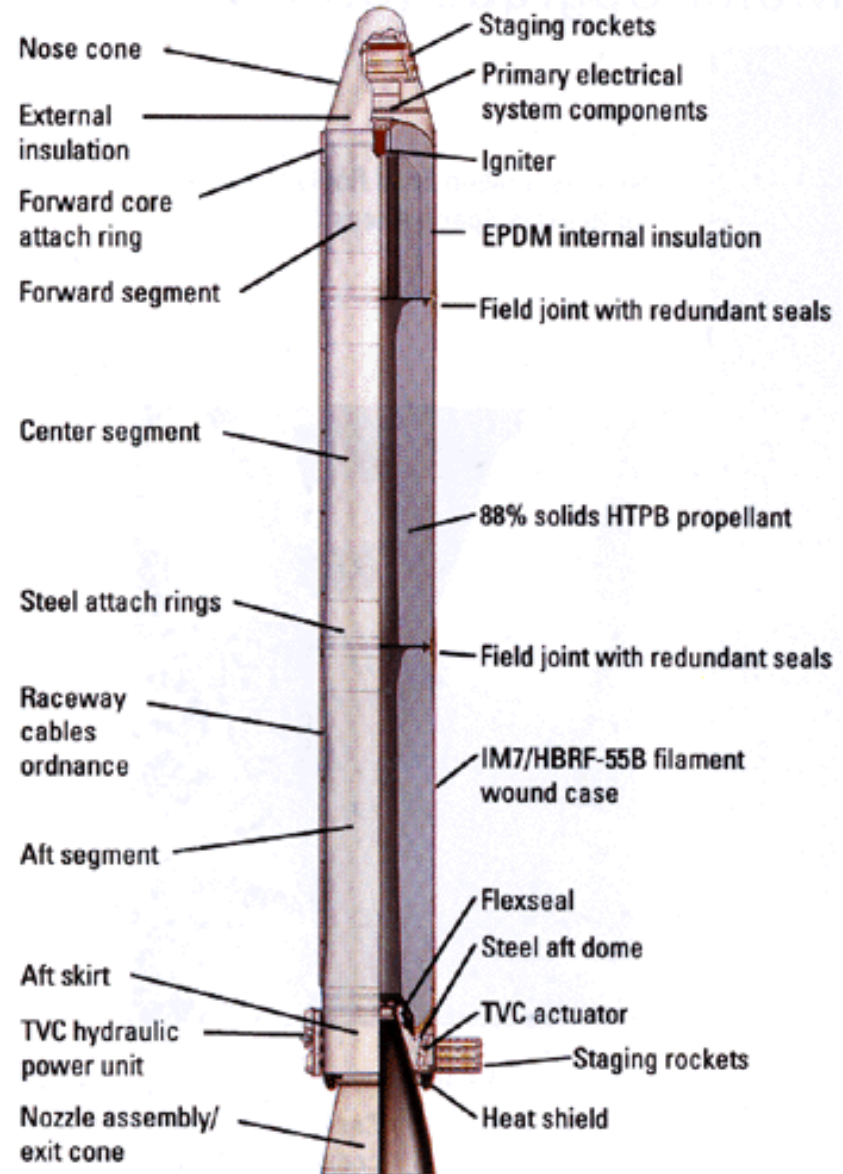 Nose cone
External
insulation
Forward core
attach ring
Forward segment
Center segment
Steel attach rings
Raceway
cables
ordnance
Aft segment
Aft skirt
TVC hydraulic
power unit
Nozzle assembly/
exit cone
Staging rockets
Primary electrical
system components
Igniter
EPDM internal insulation
Field joint with redundant seals
88% solids HTPB propellant
Field joint with redundant seals
IM7/HBRF-55B filament
wound case
Flexseal
Steel aft dome
TVC actuator
Staging rockets
Heat shield